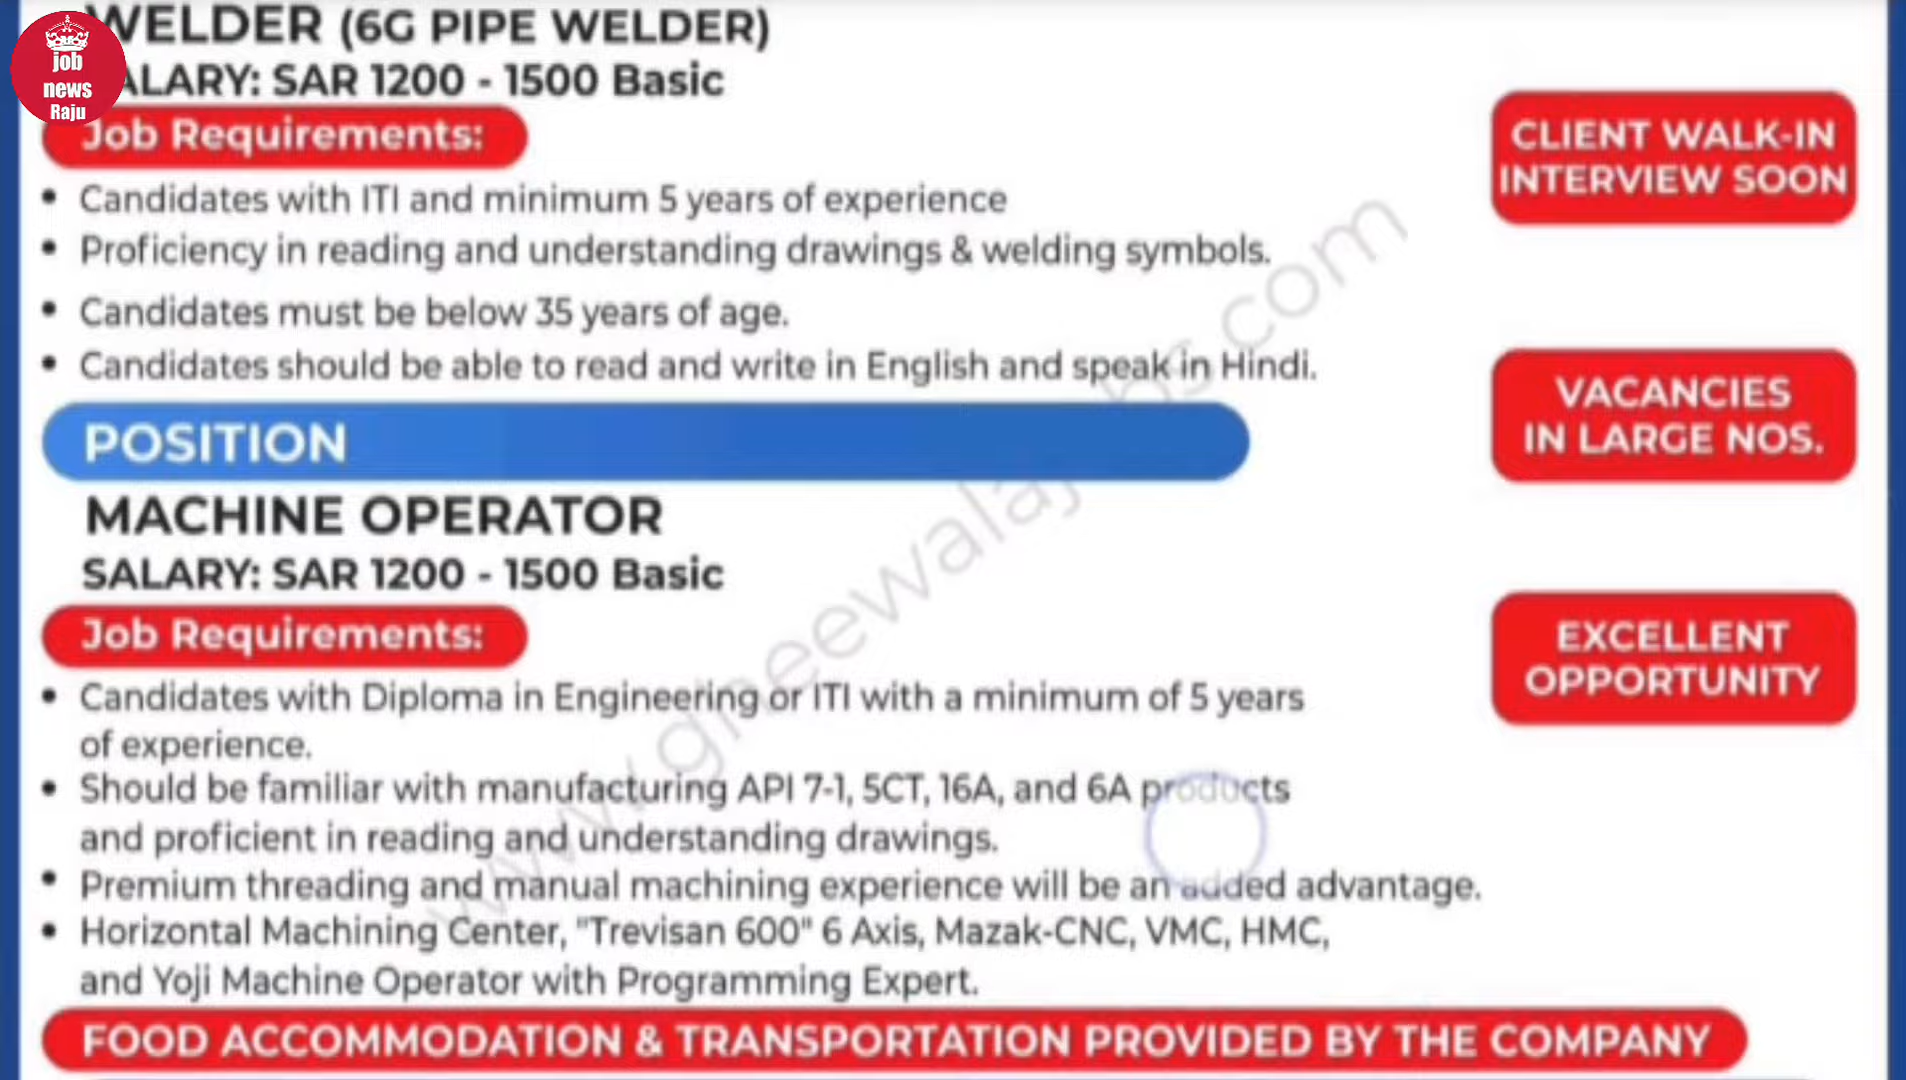 job
news
Raju
WELDER (6G PIPE WELDER)
SALARY: SAR 1200 - 1500 Basic
Job Requirements:
• Candidates with ITI and minimum 5 years of experience
• Proficiency in reading and understanding drawings & welding symbols.
• Candidates must be below 35 years of age.
• Candidates should be able to read and write in English and speak in Hindi.
POSITION
MACHINE OPERATOR
SALARY: SAR 1200 - 1500 Basic
Job Requirements:
• Candidates with Diploma in Engineering or ITI with a minimum of 5 years
of experience.
• Should be familiar with manufacturing API 7-1, 5CT, 16A, and 6A products
and proficient in reading and understanding drawings.
• Premium threading and manual machining experience will be an added advantage.
• Horizontal Machining Center, "Trevisan 600" 6 Axis, Mazak-CNC, VMC, HMC,
and Yoji Machine Operator with Programming Expert.
FOOD ACCOMMODATION & TRANSPORTATION PROVIDED BY THE COMPANY
CLIENT WALK-IN
INTERVIEW SOON
VACANCIES
IN LARGE NOS.
EXCELLENT
OPPORTUNITY